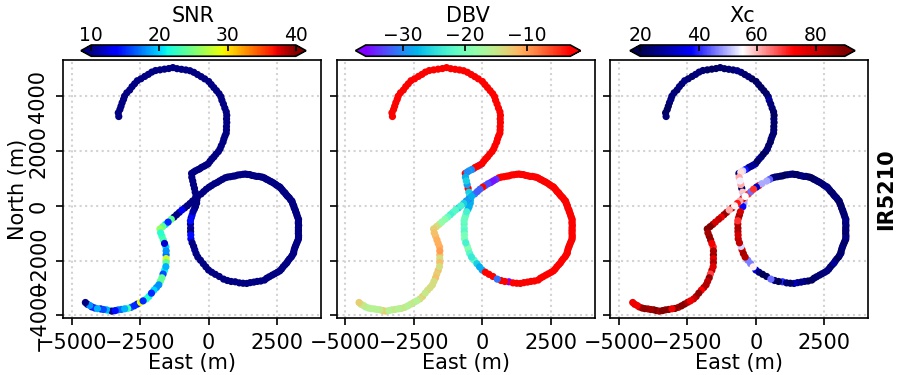 SNR DBV Xc
10 20 30 40 −30 −20 −10 20 40 60 80
4000
2000
0
−2000
−4000
North (m)
−5000 −2500 0 2500 −5000 −2500 0 2500 −5000 −2500 0 2500
East (m) East (m) East (m)
IR5210